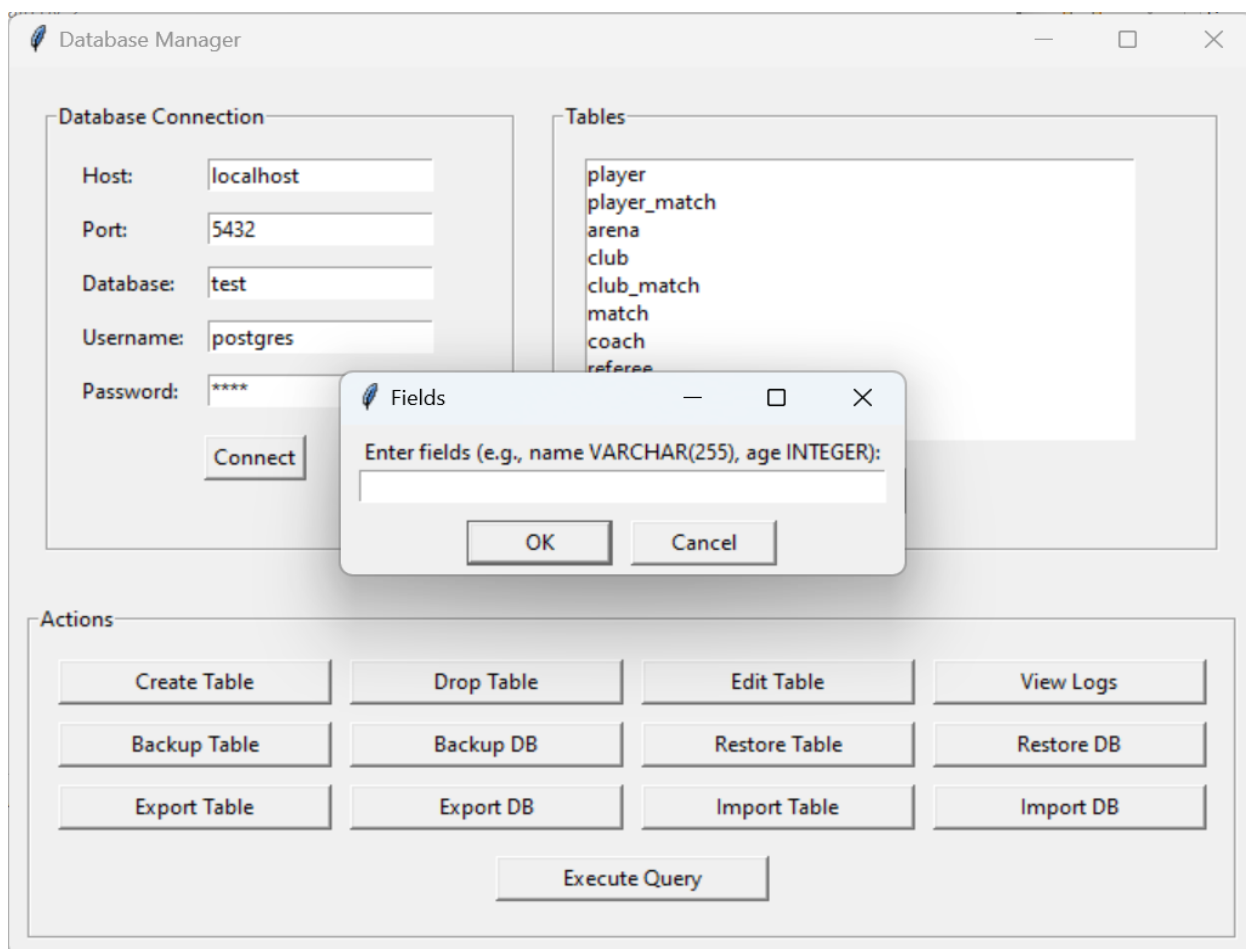 Database Manager
Database Connection
Host: localhost
Port: 5432
Database: test
Username: postgres
Password: ****
Connect
Tables
player
player_match
arena
club
club_match
match
coach
referee
Fields
Enter fields (e.g., name VARCHAR(255), age INTEGER):
OK Cancel
Actions
Create Table Drop Table Edit Table View Logs
Backup Table Backup DB Restore Table Restore DB
Export Table Export DB Import Table Import DB
Execute Query